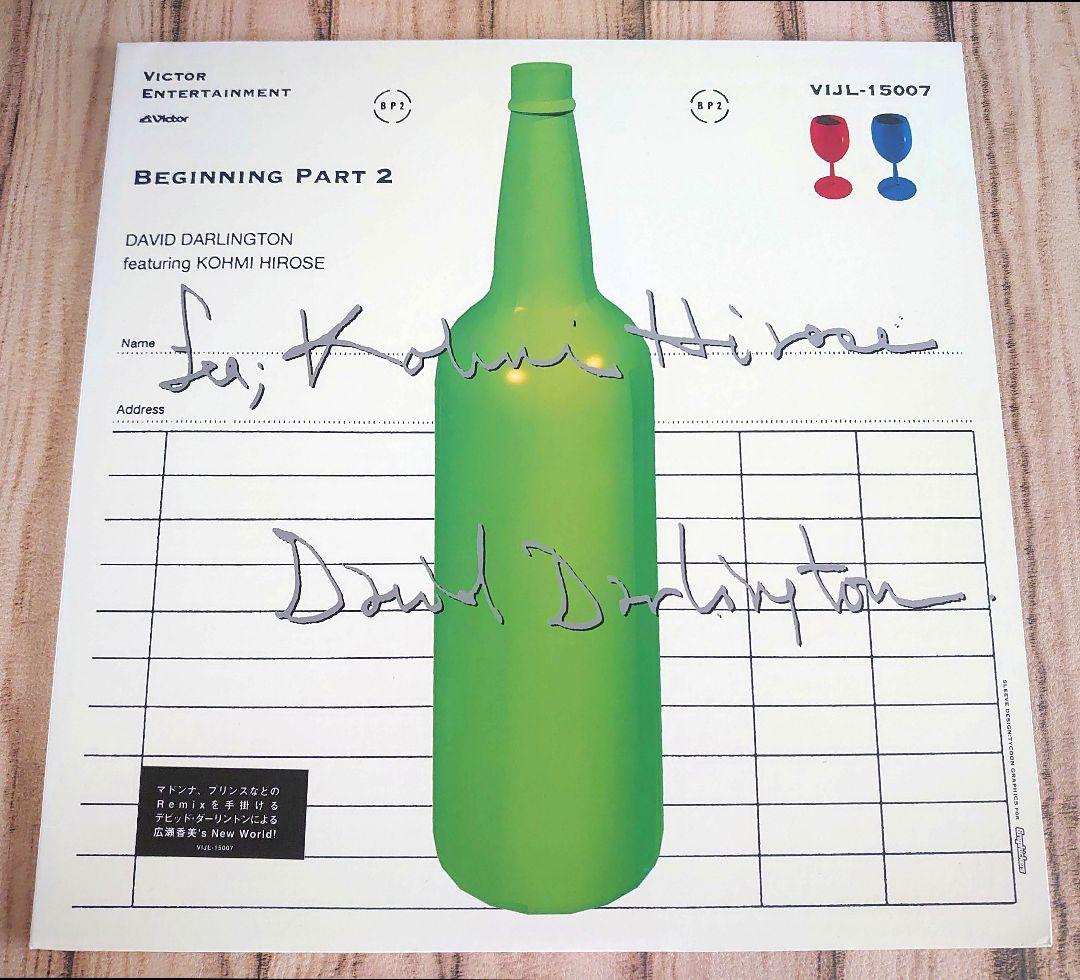 VICTOR
ENTERTAINMENT
Victor
BP2
BP2
VIJL-15007
BEGINNING PART 2
DAVID DARLINGTON
featuring KOHMI HIROSE
Name
Kohmi Hirose
Address
David Darlington
マドンナ、プリンスなどの
Remixを手掛ける
デビッド・ダーリントンによる
広瀬香美's New World!
VIJL-15007
SLEEVE DESIGN:TYCOON GRAPHICS FOR